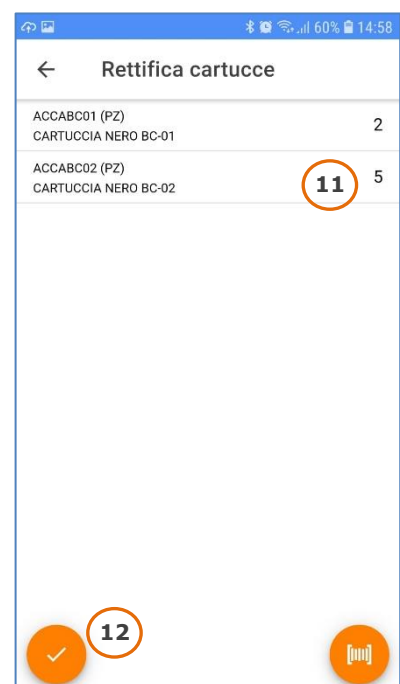 60% 14:58
Rettifica cartucce
ACCABC01 (PZ)
CARTUCCIA NERO BC-01
2
ACCABC02 (PZ)
CARTUCCIA NERO BC-02
11
5
12